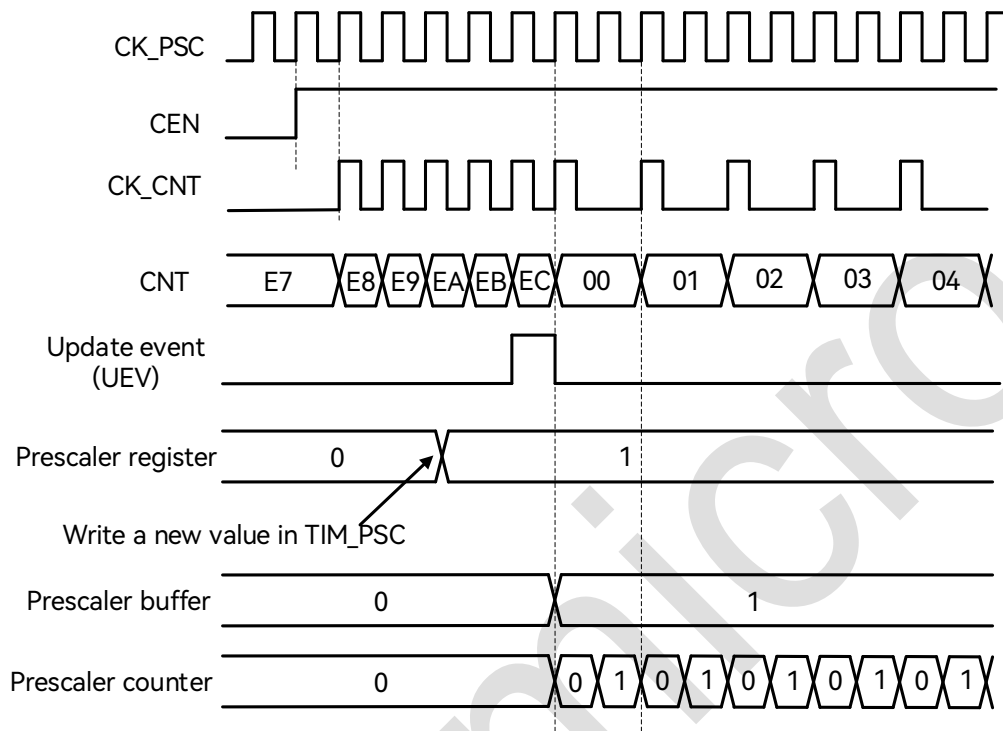 CK_PSC
CEN
CK_CNT
CNT E7 E8 E9 EA EB EC 00 01 02 03 04
Update event
(UEV)
Prescaler register 0 1
Write a new value in TIM_PSC
Prescaler buffer 0 1
Prescaler counter 0 0 1 0 1 0 1 0 1 0 1
micro